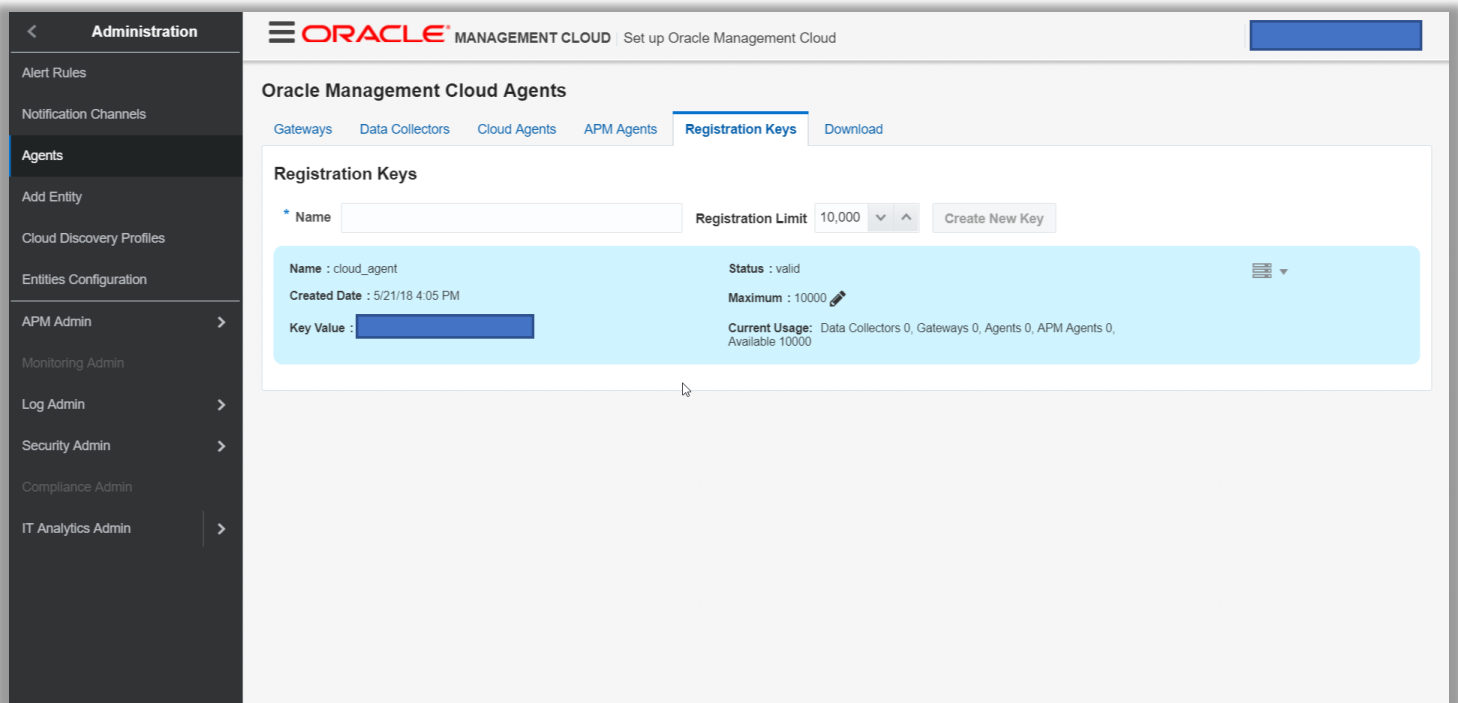 Administration
Alert Rules
Notification Channels
Agents
Add Entity
Cloud Discovery Profiles
Entities Configuration
APM Admin
Monitoring Admin
Log Admin
Security Admin
Compliance Admin
IT Analytics Admin
ORACLE MANAGEMENT CLOUD Set up Oracle Management Cloud
Oracle Management Cloud Agents
Gateways Data Collectors Cloud Agents APM Agents Registration Keys Download
Registration Keys
* Name Registration Limit 10,000 Create New Key
Name : cloud_agent Status : valid
Created Date : 5/21/18 4:05 PM Maximum : 10000
Key Value : Current Usage: Data Collectors 0, Gateways 0, Agents 0, APM Agents 0,
Available 10000